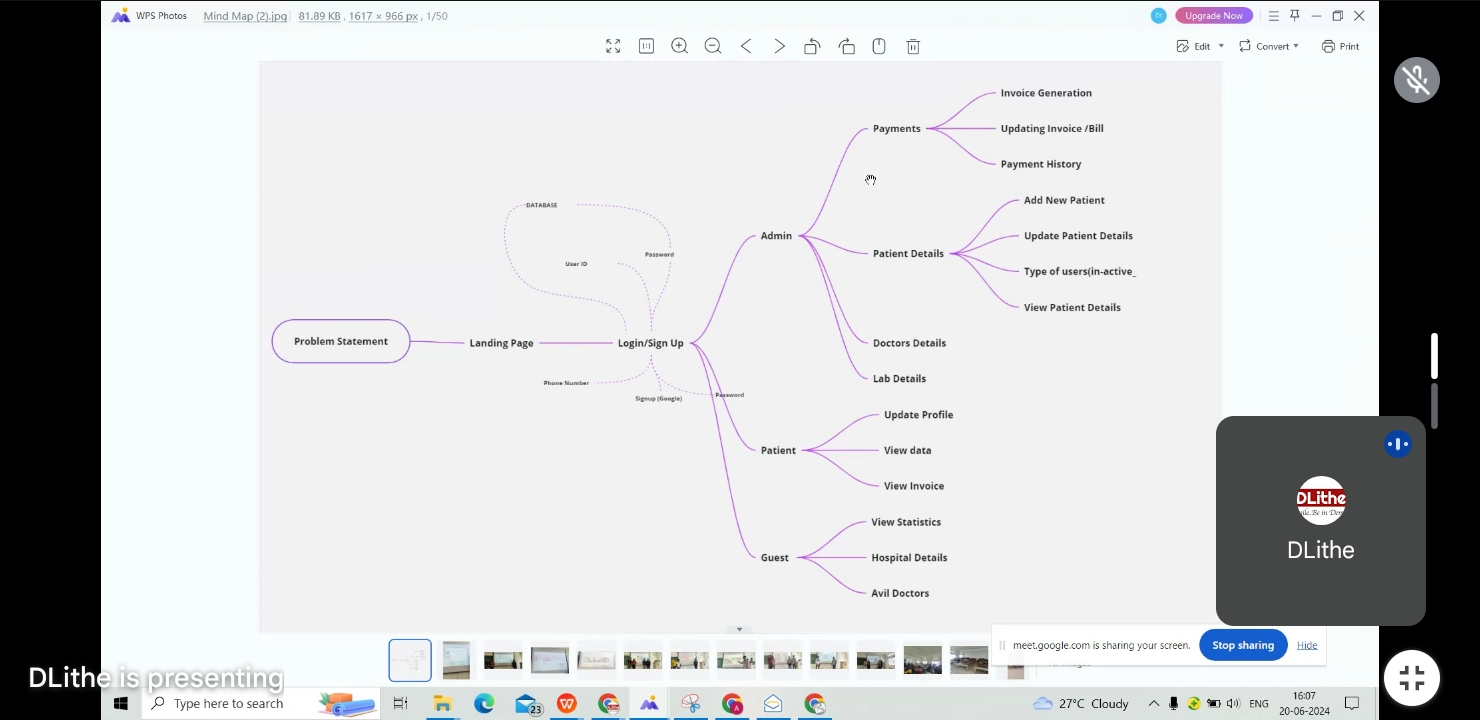 WPS Photos
Mind Map (2).jpg
81.89 KB , 1617 × 966 px , 1/50
Upgrade Now
Edit
Convert
Print
Invoice Generation
Payments
Updating Invoice /Bill
Payment History
Add New Patient
DATABASE
Admin
Update Patient Details
Password
Patient Details
User ID
Type of users(in-active_
View Patient Details
Problem Statement
Landing Page
Login/Sign Up
Doctors Details
Phone Number
Lab Details
Signup (Google)
Password
Update Profile
Patient
View data
View Invoice
View Statistics
Guest
Hospital Details
Avil Doctors
DLithe
DLithe
meet.google.com is sharing your screen.
Stop sharing
Hide
DLithe is presenting
Type here to search
23
27°C Cloudy
ENG
16:07
20-06-2024